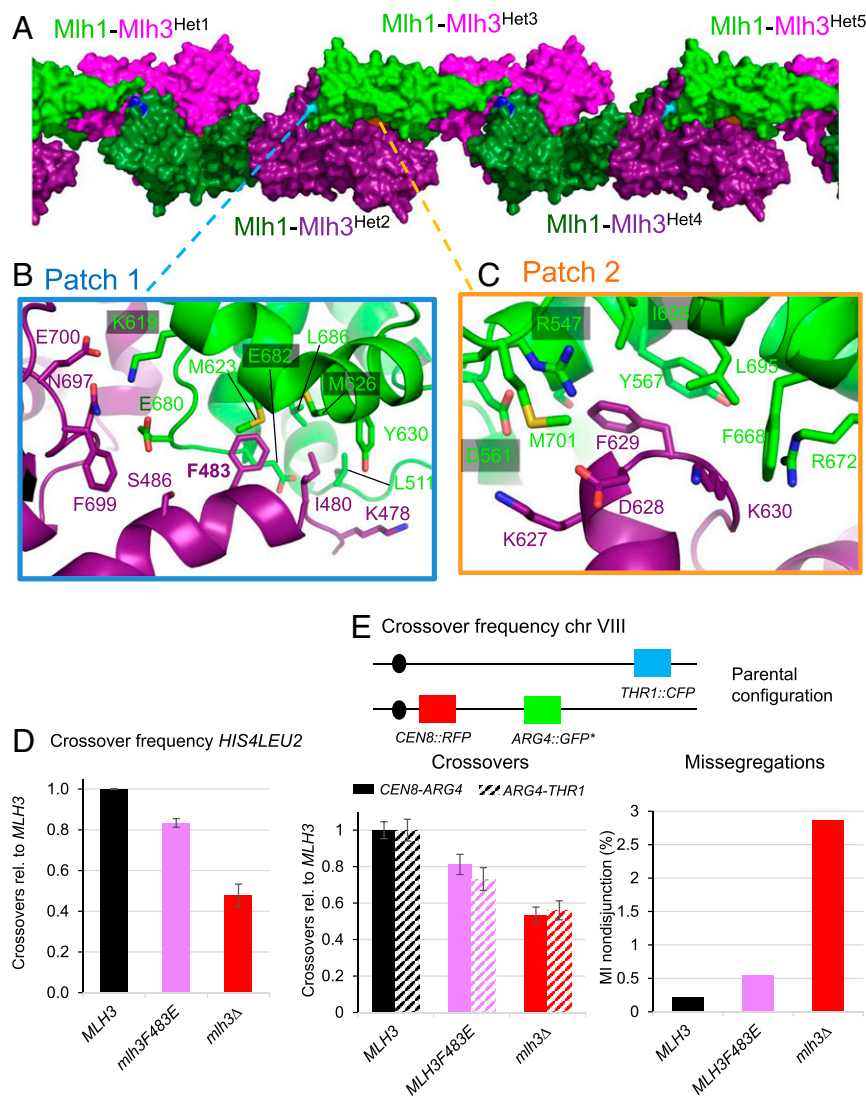 A
Mlh1-Mlh3Het1
Mlh1-Mlh3Het3
Mlh1-Mlh3Het5
Mlh1-Mlh3Het2
Mlh1-Mlh3Het4
B Patch 1
E700
K619
N697
M623
E682
L686
M626
E680
Y630
F483
S486
F699
I480
L511
K478
C Patch 2
R547
I698
Y567
L695
D561
M701
F629
F668
R672
D628
K630
K627
E Crossover frequency chr VIII
THR1::CFP
Parental
configuration
CEN8::RFP
ARG4::GFP*
D Crossover frequency HIS4LEU2
Crossovers rel. to MLH3
1.0
0.8
0.6
0.4
0.2
0.0
MLH3
mlh3F483E
mlh3Δ
Crossovers
CEN8-ARG4
ARG4-THR1
Crossovers rel. to MLH3
1
0.8
0.6
0.4
0.2
0
MLH3
MLH3F483E
mlh3Δ
Missegregations
MI nondisjunction (%)
3
2.5
2
1.5
1
0.5
0
MLH3
MLH3F483E
mlh3Δ